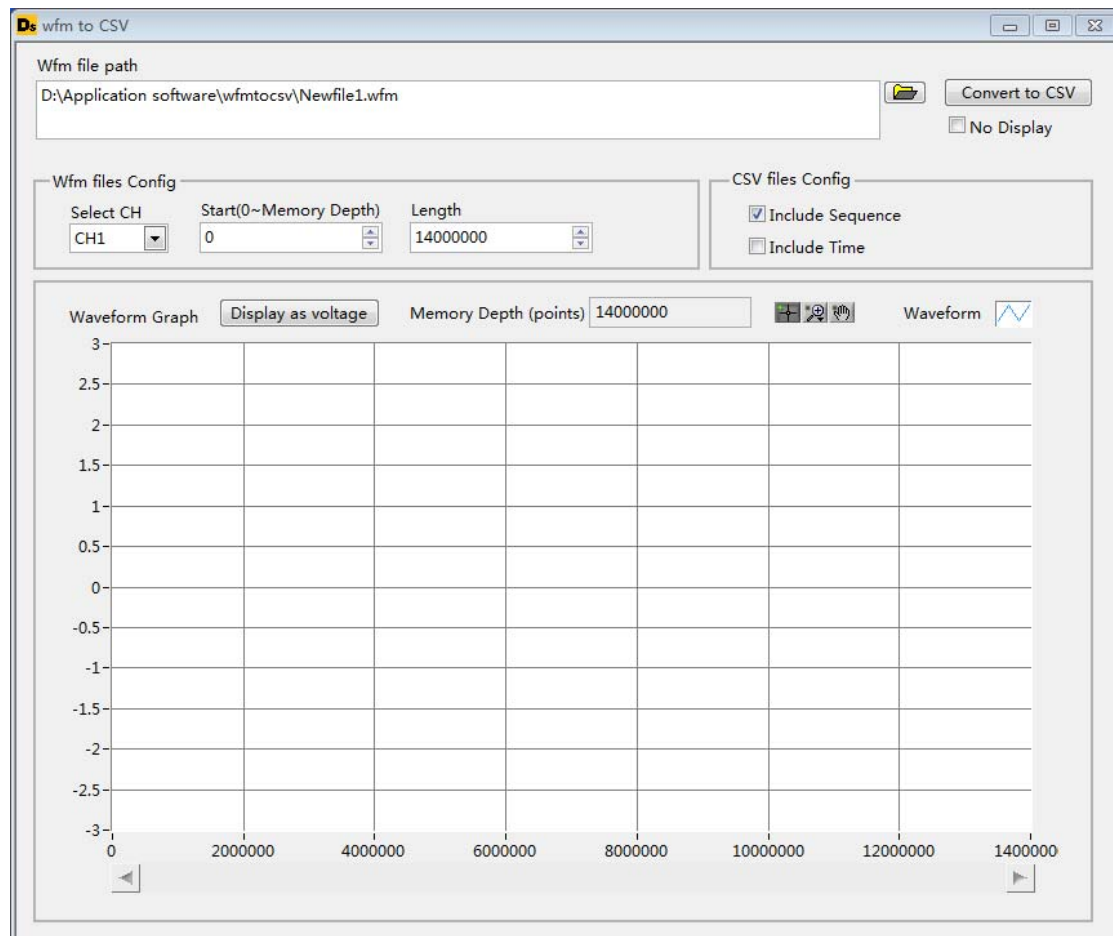 Ds wfm to CSV
Wfm file path
D:\Application software\wfmtocsv\Newfile1.wfm
Convert to CSV
No Display
Wfm files Config
CSV files Config
Select CH
Start(0~Memory Depth)
Length
Include Sequence
CH1
0
14000000
Include Time
Waveform Graph
Display as voltage
Memory Depth (points)
14000000
Waveform
3
2.5
2
1.5
1
0.5
0
-0.5
-1
-1.5
-2
-2.5
-3
0 2000000 4000000 6000000 8000000 10000000 12000000 1400000